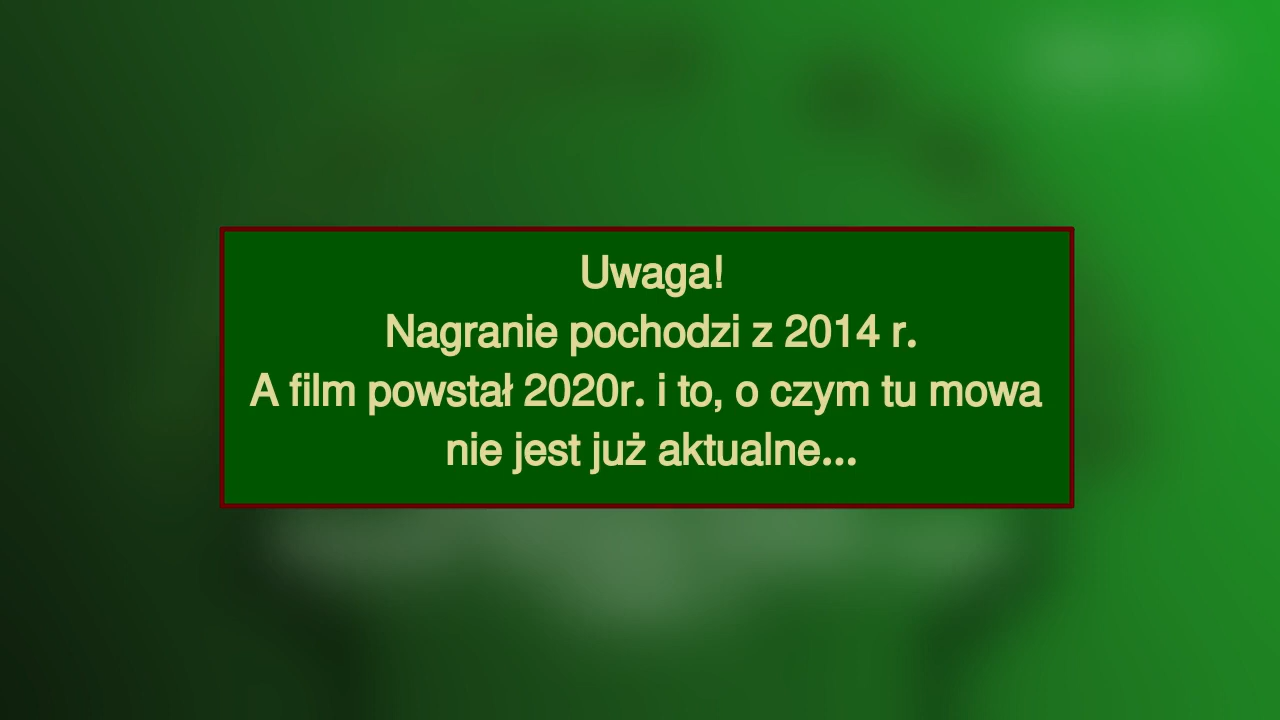 Uwaga!
Nagranie pochodzi z 2014 r.
A film powstał 2020r. i to, o czym tu mowa
nie jest już aktualne...